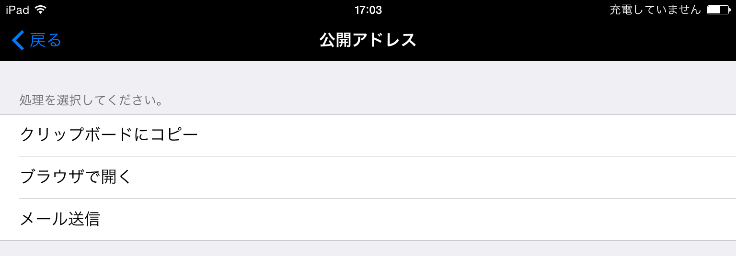 iPad 17:03 充電していません
戻る 公開アドレス
処理を選択してください。
クリップボードにコピー
ブラウザで開く
メール送信